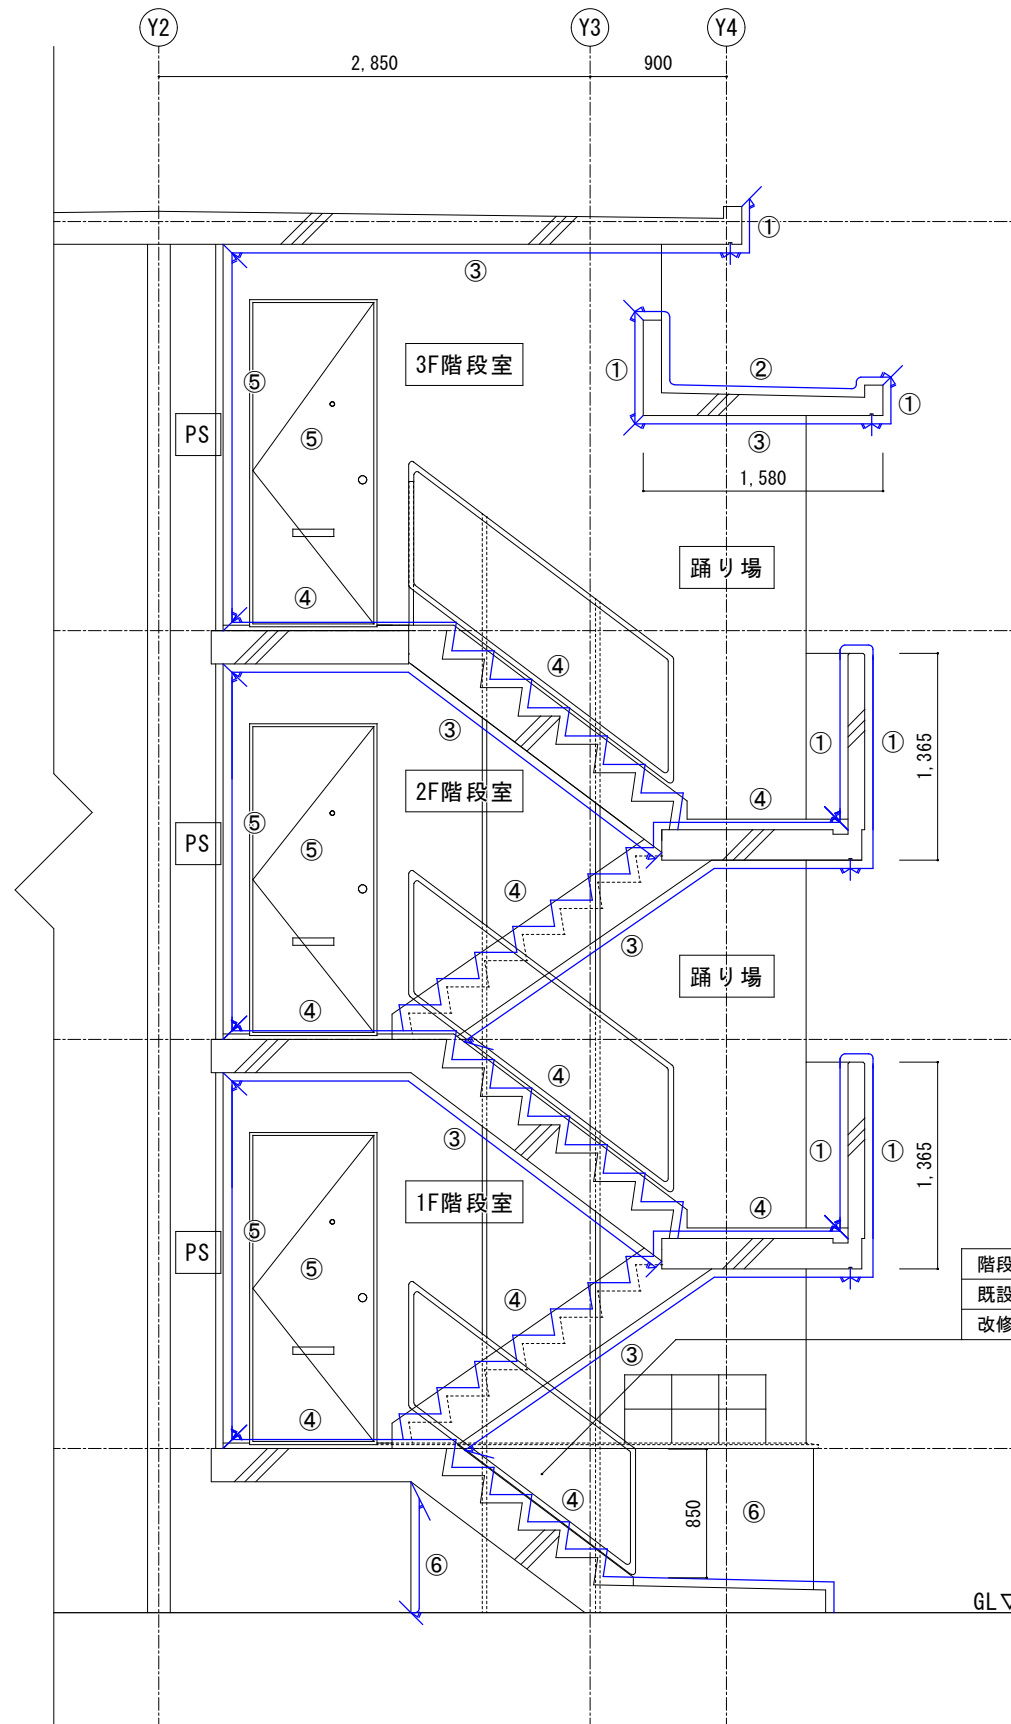 Y2 Y3 Y4
2,850 900
①
③
3F階段室
① ② ①
⑤
PS ⑤
③
1,580
踊り場
④
④
③
① ① 1,365
2F階段室
④
⑤ ⑤
PS
④
③
踊り場
④
④
③
① ① 1,365
1F階段室
④
⑤ ⑤
PS
④
階段
既設
改修
③
④
④
850 ⑥
⑥
GL▽